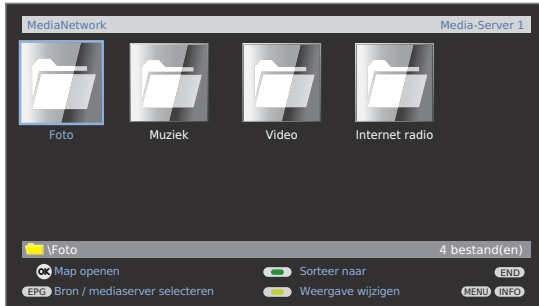 MediaNetwork Media-Server 1
Foto Muziek Video Internet radio
\Foto 4 bestand(en)
OK Map openen Sorteer naar END
EPG Bron / mediaserver selecteren Weergave wijzigen MENU INFO